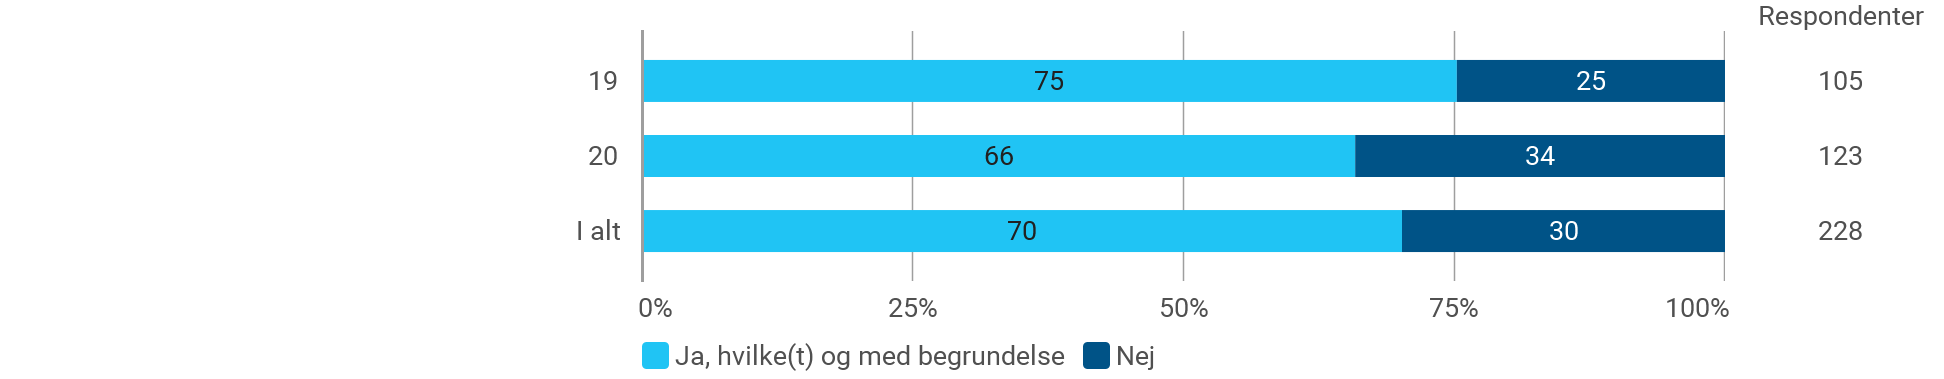 Respondenter
19 75 25 105
20 66 34 123
I alt 70 30 228
0% 25% 50% 75% 100%
Ja, hvilke(t) og med begrundelse Nej